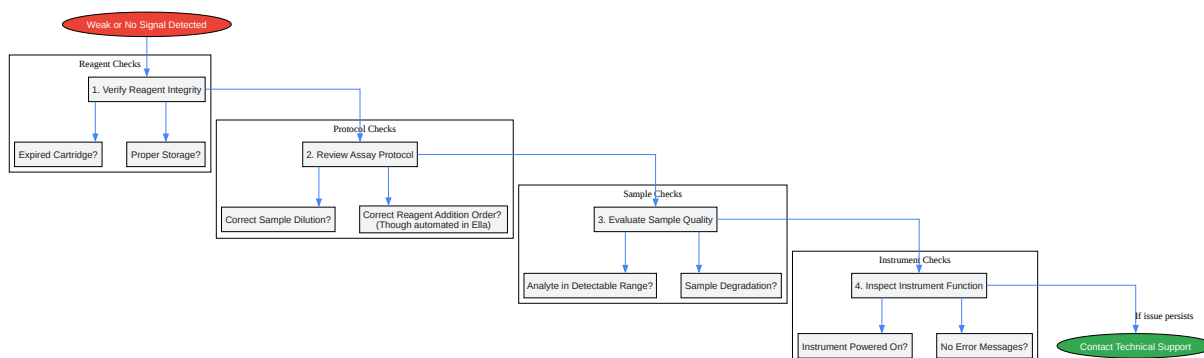 Weak or No Signal Detected
Reagent Checks
1. Verify Reagent Integrity
Expired Cartridge?
Proper Storage?
Protocol Checks
2. Review Assay Protocol
Correct Sample Dilution?
Correct Reagent Addition Order?
(Though automated in Ella)
Sample Checks
3. Evaluate Sample Quality
Analyte in Detectable Range?
Sample Degradation?
Instrument Checks
4. Inspect Instrument Function
Instrument Powered On?
No Error Messages?
If issue persists
Contact Technical Support